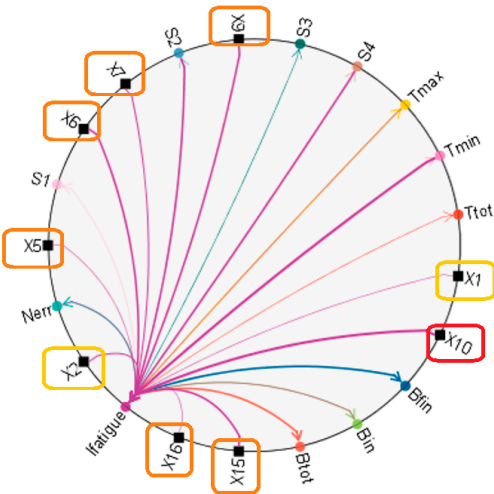 X9
S3
S4
Tmax
Tmin
Ttot
X1
X10
Bfin
Bin
Btot
X15
X16
Ifatigue
X2
Nerr
X5
S1
X6
X7
S2